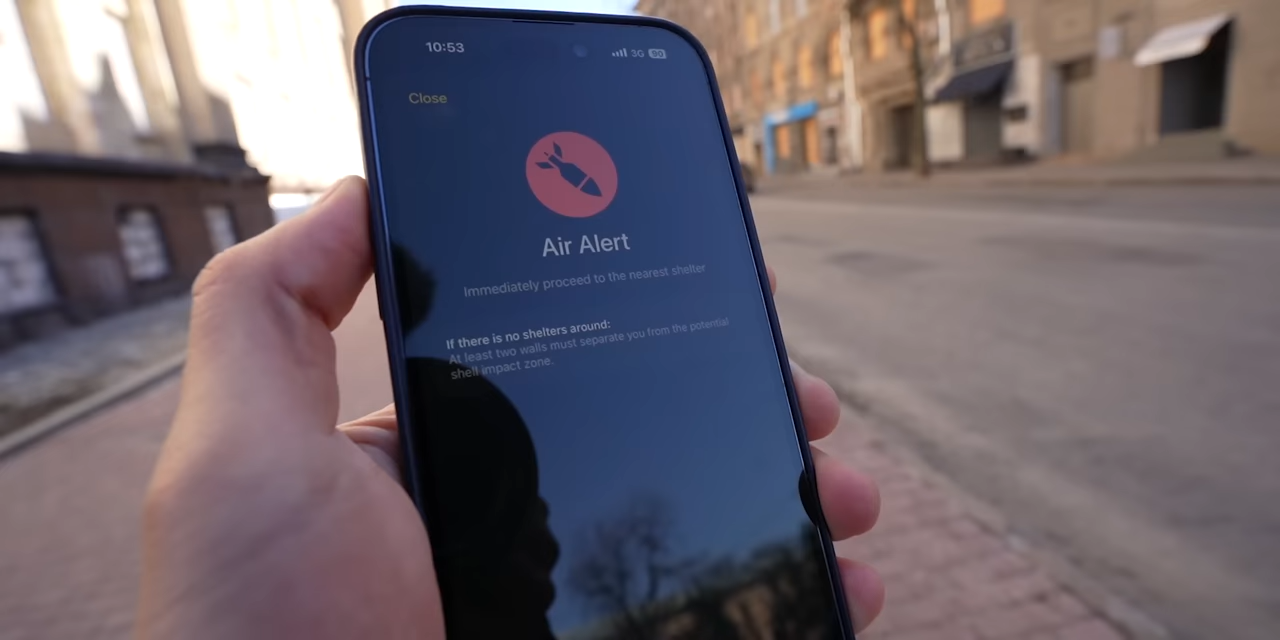 10:53
3G 90
Close
Air Alert
Immediately proceed to the nearest shelter
If there is no shelters around:
At least two walls must separate you from the potential
shell impact zone.